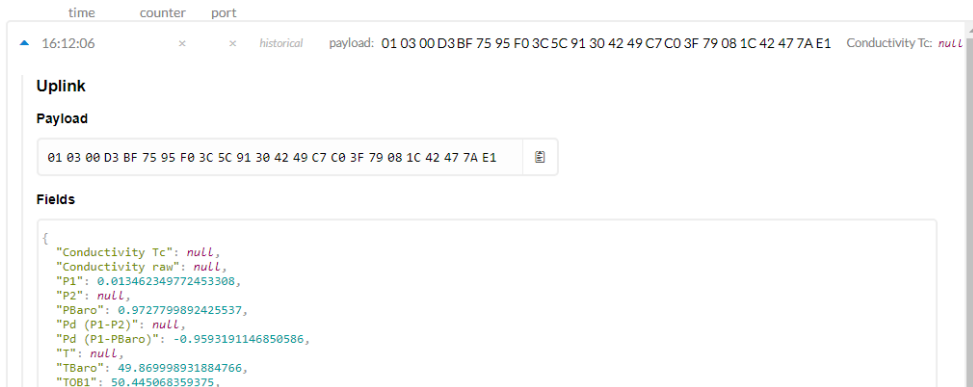 time counter port
16:12:06 × × historical payload: 01 03 00 D3 BF 75 95 F0 3C 5C 91 30 42 49 C7 C0 3F 79 08 1C 42 47 7A E1 Conductivity Tc: null
Uplink
Payload
01 03 00 D3 BF 75 95 F0 3C 5C 91 30 42 49 C7 C0 3F 79 08 1C 42 47 7A E1
Fields
{
"Conductivity Tc": null,
"Conductivity raw": null,
"P1": 0.013462349772453308,
"P2": null,
"PBaro": 0.9727799892425537,
"Pd (P1-P2)": null,
"Pd (P1-PBaro)": -0.9593191146850586,
"T": null,
"TBaro": 49.869998931884766,
"TOB1": 50.445068359375,